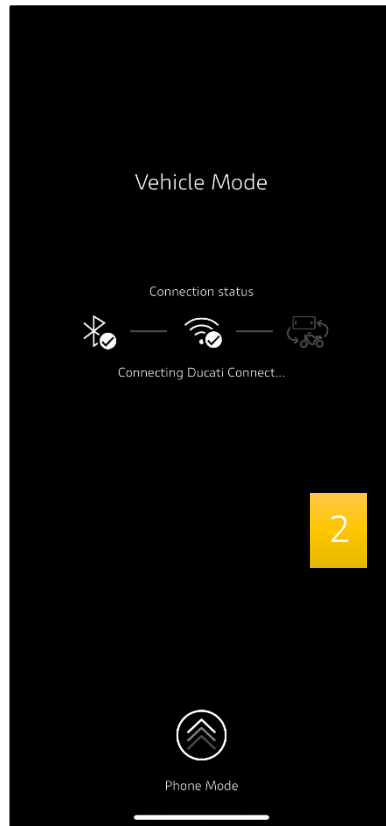 Vehicle Mode
Connection status
Connecting Ducati Connect...
2
Phone Mode